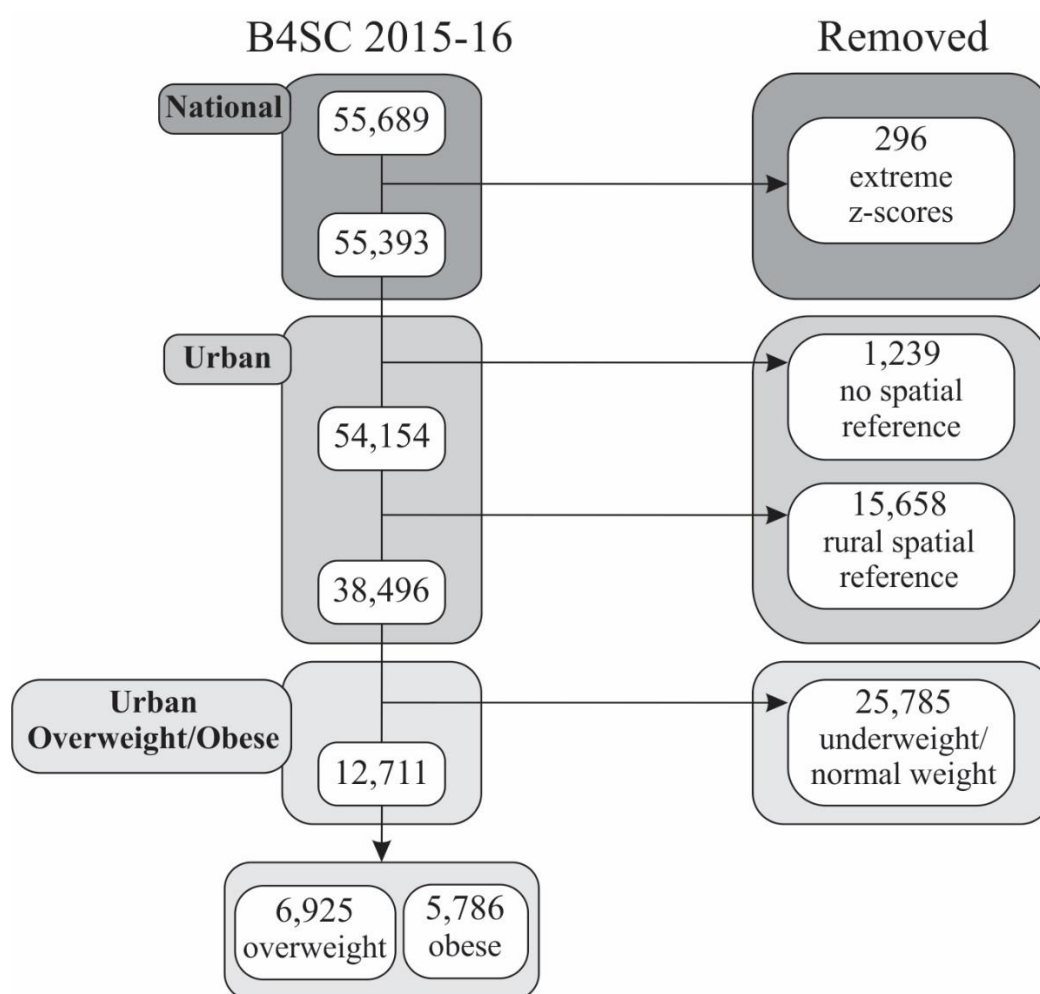 B4SC 2015-16
Removed
National
55,689
296
extreme
z-scores
55,393
Urban
1,239
no spatial
reference
54,154
15,658
rural spatial
reference
38,496
Urban
Overweight/Obese
25,785
underweight/
normal weight
12,711
6,925
overweight
5,786
obese